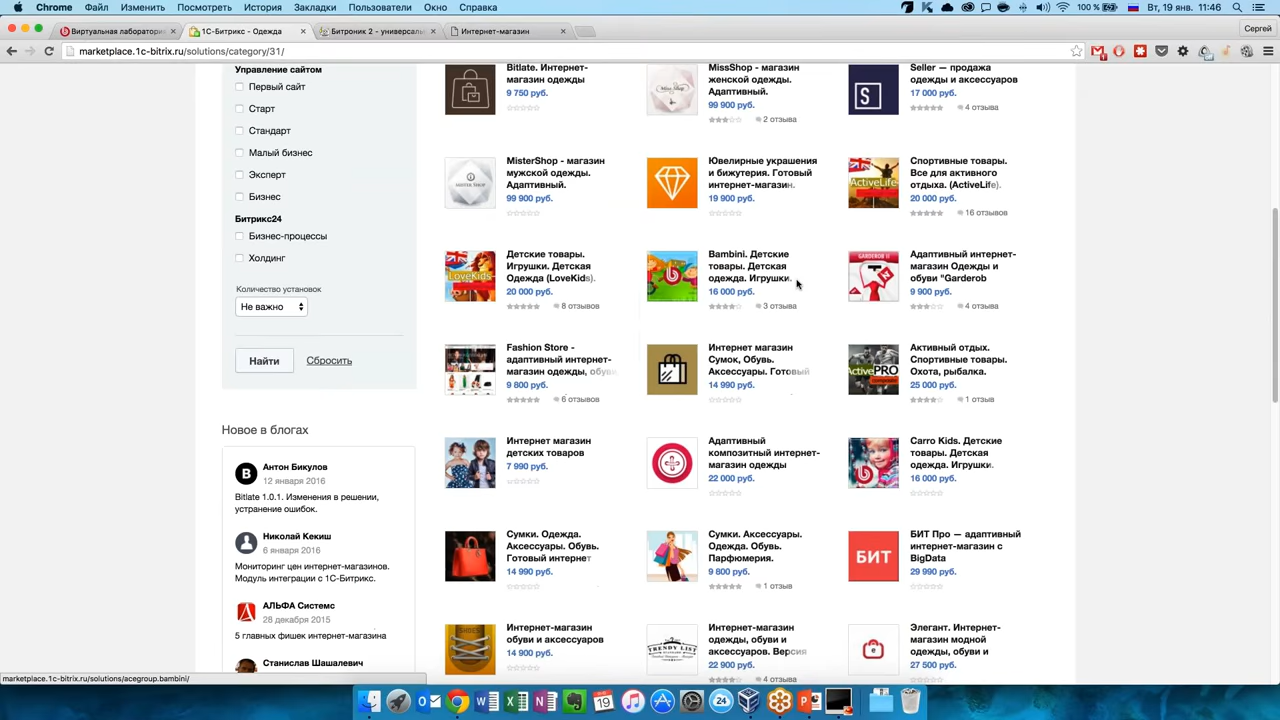 Chrome Файл Изменить Посмотреть История Закладки Пользователи Окно Справка 100 % Вт, 19 янв. 11:46
Виртуальная лаборатори 1С-Битрикс - Одежда Битроник 2 - универсаль Интернет-магазин Сергей
marketplace.1c-bitrix.ru/solutions/category/31/
Управление сайтом
Первый сайт
Старт
Стандарт
Малый бизнес
Эксперт
Бизнес
Битрикс24
Бизнес-процессы
Холдинг
Количество установок
Не важно
Найти Сбросить
Новое в блогах
Антон Бикулов
12 января 2016
Bitlate 1.0.1. Изменения в решении,
устранение ошибок.
Николай Кекиш
6 января 2016
Мониторинг цен интернет-магазинов.
Модуль интеграции с 1С-Битрикс.
АЛЬФА Системс
28 декабря 2015
5 главных фишек интернет-магазина
Станислав Шашалевич
Bitlate. Интернет-
магазин одежды
9 750 руб.
MissShop - магазин
женской одежды.
Адаптивный.
99 900 руб.
2 отзыва
Seller — продажа
одежды и аксессуаров
17 000 руб.
4 отзыва
MisterShop - магазин
мужской одежды.
Адаптивный.
99 900 руб.
Ювелирные украшения
и бижутерия. Готовый
интернет-магазин.
19 900 руб.
Спортивные товары.
Все для активного
отдыха. (ActiveLife).
20 000 руб.
16 отзывов
Детские товары.
Игрушки. Детская
Одежда (LoveKids).
20 000 руб.
8 отзывов
Bambini. Детские
товары. Детская
одежда. Игрушки.
16 000 руб.
3 отзыва
Адаптивный интернет-
магазин Одежды и
обуви "Garderob
9 900 руб.
4 отзыва
Fashion Store -
адаптивный интернет-
магазин одежды, обуви
9 800 руб.
6 отзывов
Интернет магазин
Сумок, Обувь.
Аксессуары. Готовый
14 990 руб.
Активный отдых.
Спортивные товары.
Охота, рыбалка.
25 000 руб.
1 отзыв
Интернет магазин
детских товаров
7 990 руб.
Адаптивный
композитный интернет-
магазин одежды
22 000 руб.
Carro Kids. Детские
товары. Детская
одежда. Игрушки.
16 000 руб.
Сумки. Одежда.
Аксессуары. Обувь.
Готовый интернет
14 990 руб.
Сумки. Аксессуары.
Одежда. Обувь.
Парфюмерия.
9 800 руб.
1 отзыв
БИТ
БИТ Про — адаптивный
интернет-магазин с
BigData
29 990 руб.
Интернет-магазин
обуви и аксессуаров
14 900 руб.
TRENDY LIST
Интернет-магазин
одежды, обуви и
аксессуаров. Версия
22 900 руб.
4 отзыва
Элегант. Интернет-
магазин модной
одежды, обуви и
27 500 руб.
marketplace.1c-bitrix.ru/solutions/acegroup.bambini/